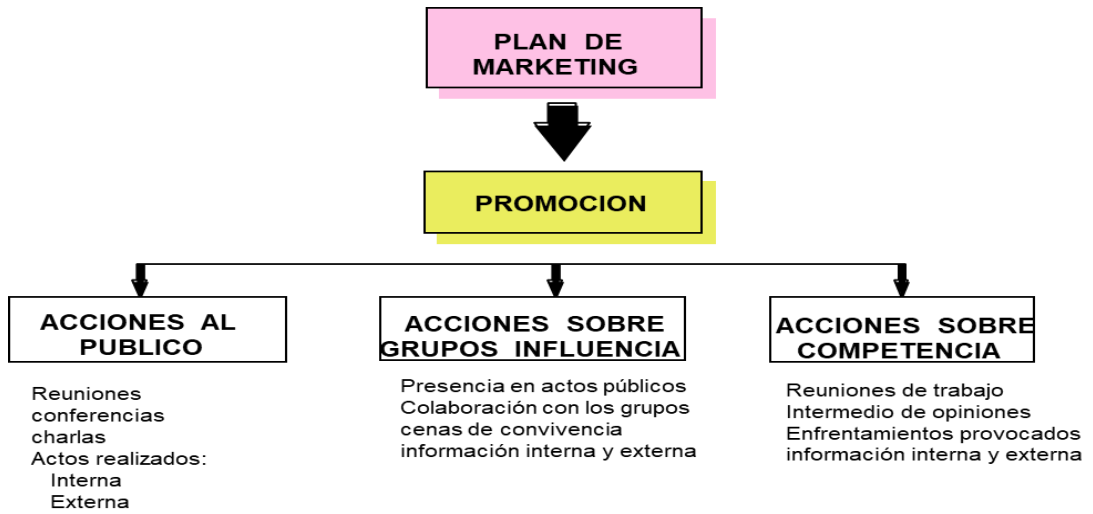 PLAN DE
MARKETING
PROMOCION
ACCIONES AL
PUBLICO
Reuniones
conferencias
charlas
Actos realizados:
Interna
Externa
ACCIONES SOBRE
GRUPOS INFLUENCIA
Presencia en actos públicos
Colaboración con los grupos
cenas de convivencia
información interna y externa
ACCIONES SOBRE
COMPETENCIA
Reuniones de trabajo
Intermedio de opiniones
Enfrentamientos provocados
información interna y externa